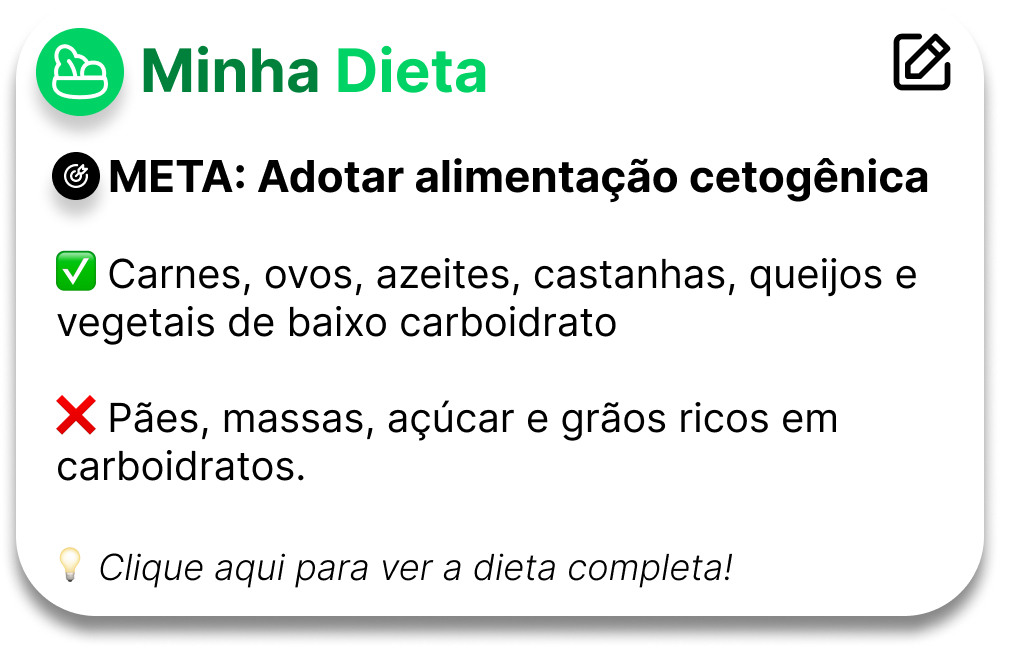 Minha Dieta
META: Adotar alimentação cetogênica
✅ Carnes, ovos, azeites, castanhas, queijos e
vegetais de baixo carboidrato
❌ Pães, massas, açúcar e grãos ricos em
carboidratos.
💡 Clique aqui para ver a dieta completa!